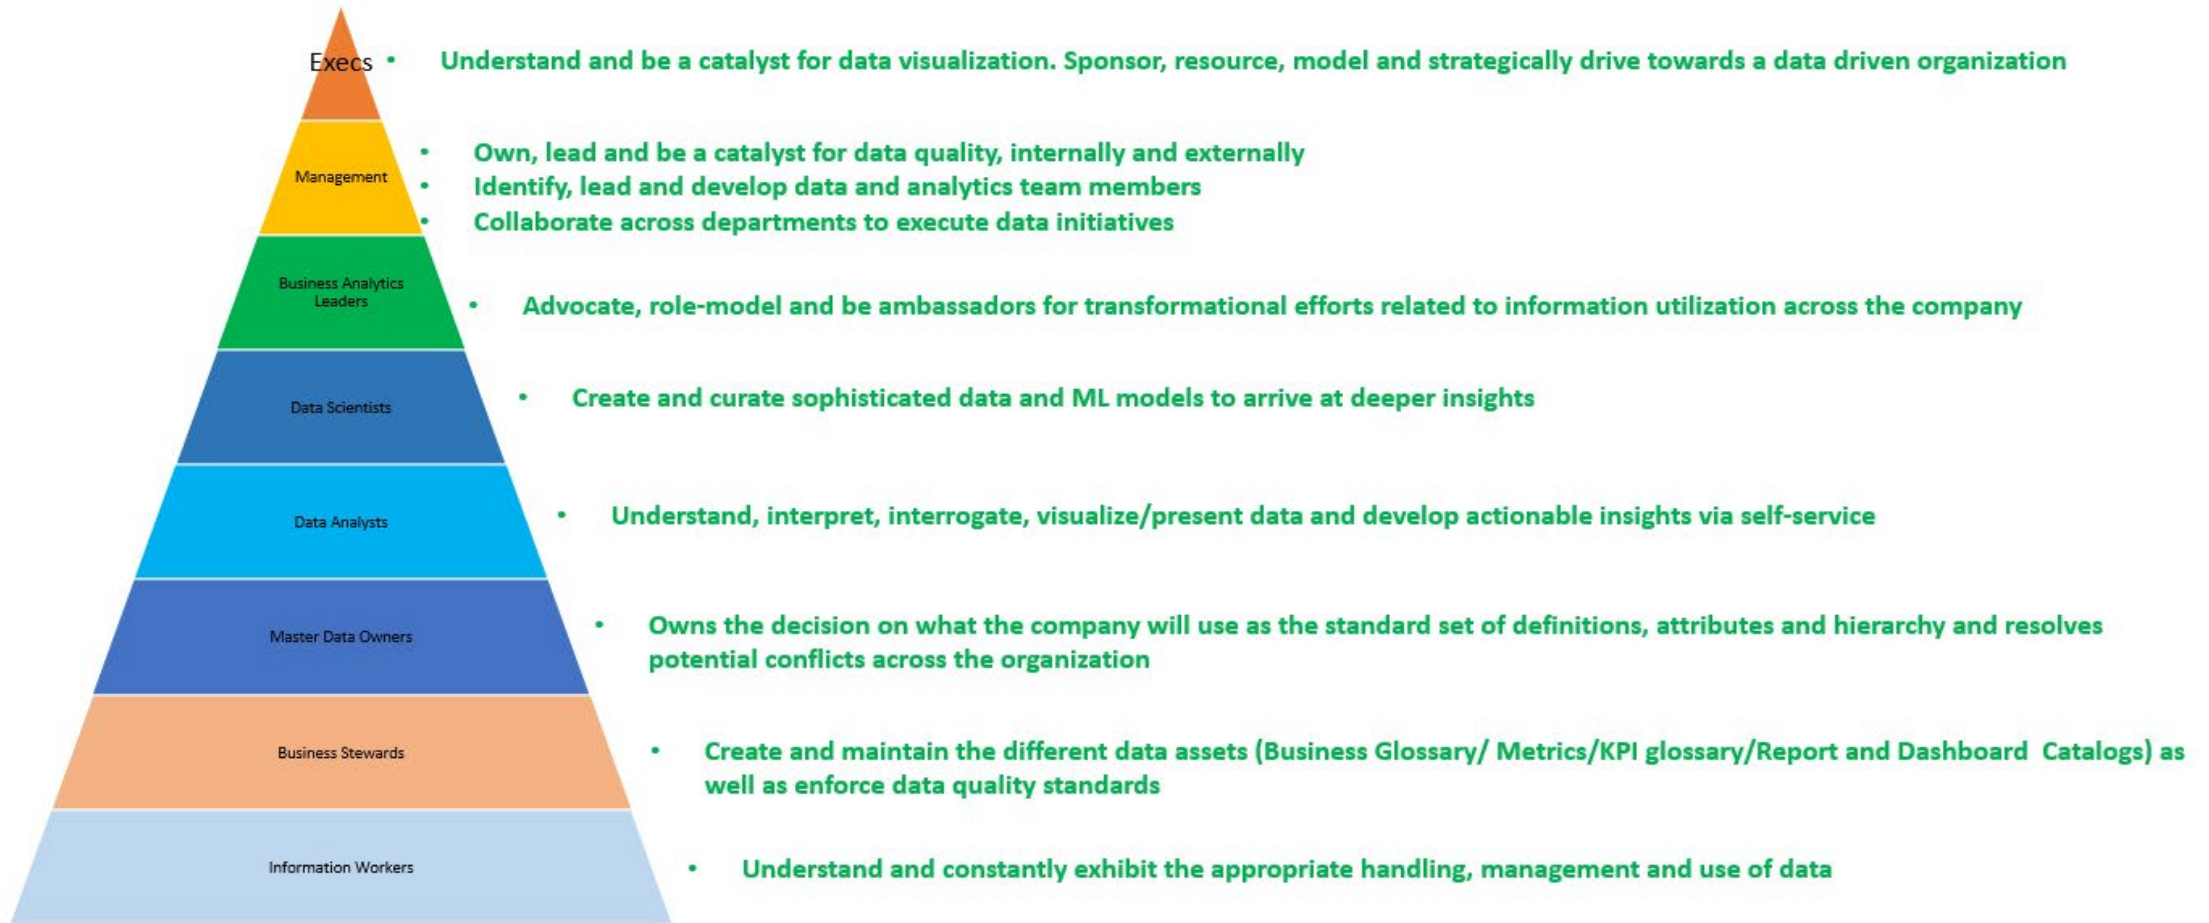 Execs
• Understand and be a catalyst for data visualization. Sponsor, resource, model and strategically drive towards a data driven organization
Management
• Own, lead and be a catalyst for data quality, internally and externally
• Identify, lead and develop data and analytics team members
• Collaborate across departments to execute data initiatives
Business Analytics
Leaders
• Advocate, role-model and be ambassadors for transformational efforts related to information utilization across the company
Data Scientists
• Create and curate sophisticated data and ML models to arrive at deeper insights
Data Analysts
• Understand, interpret, interrogate, visualize/present data and develop actionable insights via self-service
Master Data Owners
• Owns the decision on what the company will use as the standard set of definitions, attributes and hierarchy and resolves
potential conflicts across the organization
Business Stewards
• Create and maintain the different data assets (Business Glossary/ Metrics/KPI glossary/Report and Dashboard  Catalogs) as
well as enforce data quality standards
Information Workers
• Understand and constantly exhibit the appropriate handling, management and use of data